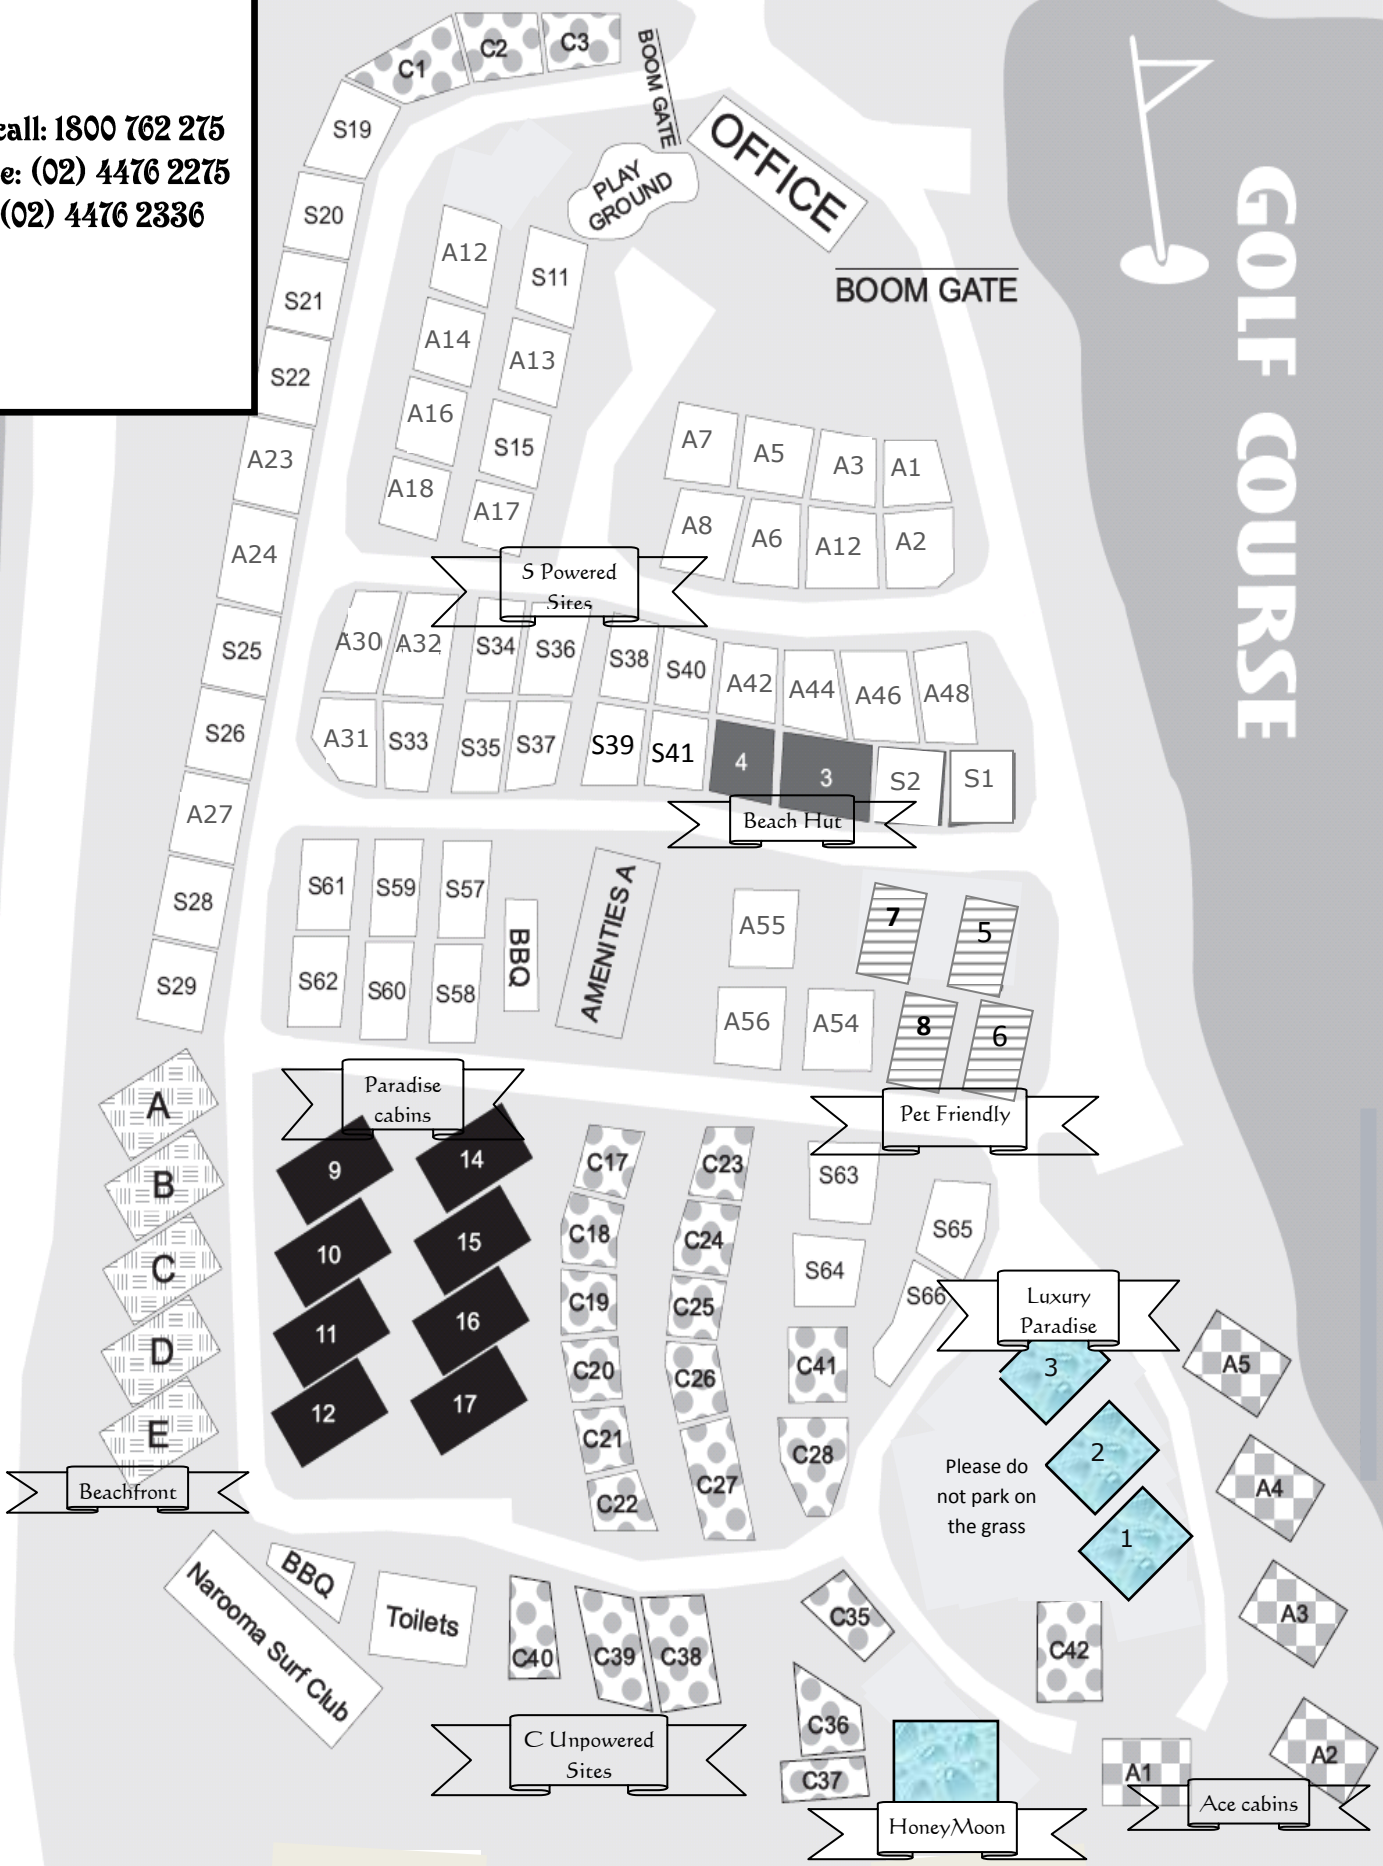 call: 1800 762 275
e: (02) 4476 2275
(02) 4476 2336
C1
C2
C3
BOOM GATE
OFFICE
PLAY
GROUND
BOOM GATE
GOLF COURSE
S19
S20
S21
S22
A23
A24
S25
S26
A27
S28
S29
A12
S11
A14
A13
A16
S15
A18
A17
A7
A5
A3
A1
A8
A6
A12
A2
S Powered
Sites
A30
A32
S34
S36
S38
S40
A42
A44
A46
A48
A31
S33
S35
S37
S39
S41
4
3
S2
S1
Beach Hut
S61
S59
S57
S62
S60
S58
BBQ
AMENITIES A
A55
A56
A54
7
5
8
6
Pet Friendly
Paradise
cabins
A
B
C
D
E
Beachfront
9
14
10
15
11
16
12
17
C17
C23
C18
C24
C19
C25
C20
C26
C21
C27
C22
S63
S65
S64
S66
C41
C28
Luxury
Paradise
3
2
1
Please do
not park on
the grass
A5
A4
A3
A2
A1
Ace cabins
Narooma Surf Club
BBQ
Toilets
C40
C39
C38
C Unpowered
Sites
C35
C36
C37
C42
HoneyMoon